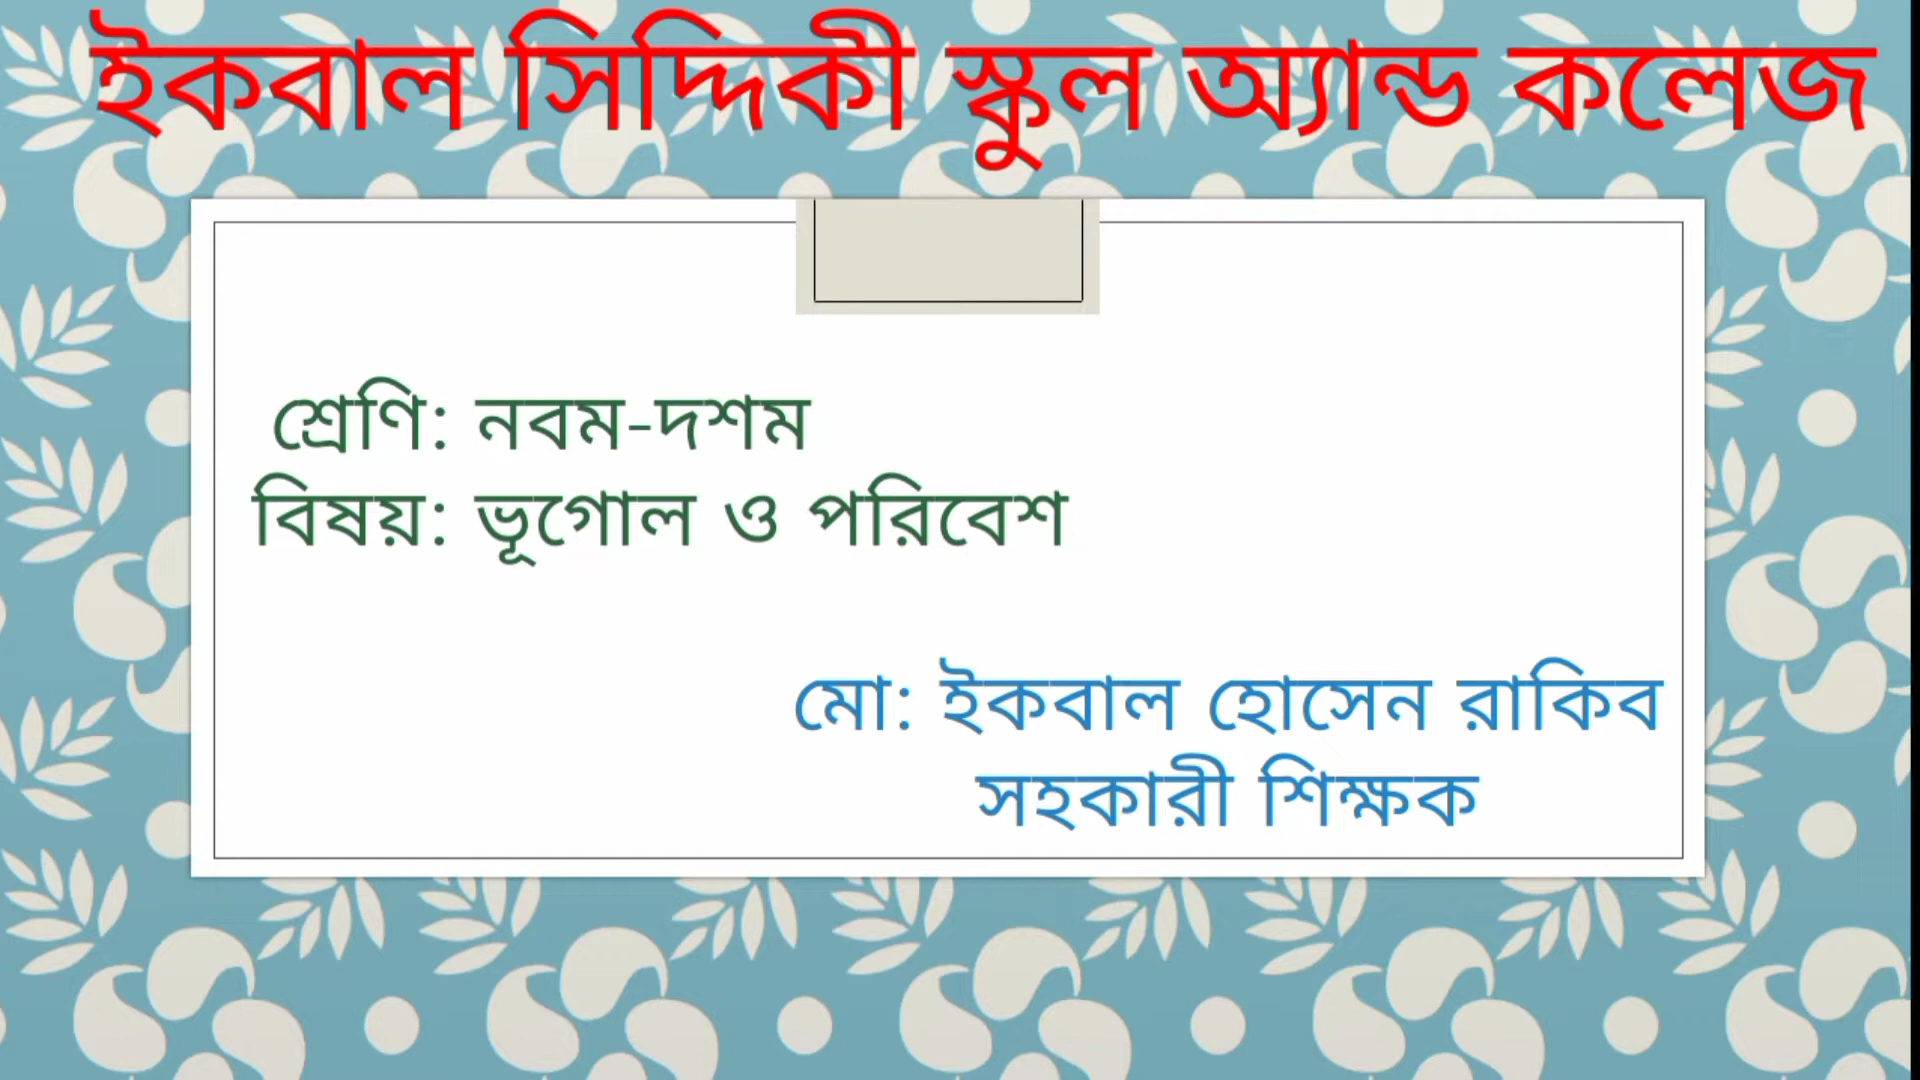 ইকবাল সিদ্দিকী স্কুল অ্যান্ড কলেজ
শ্রেণি: নবম-দশম
বিষয়: ভূগোল ও পরিবেশ
মো: ইকবাল হোসেন রাকিব
সহকারী শিক্ষক